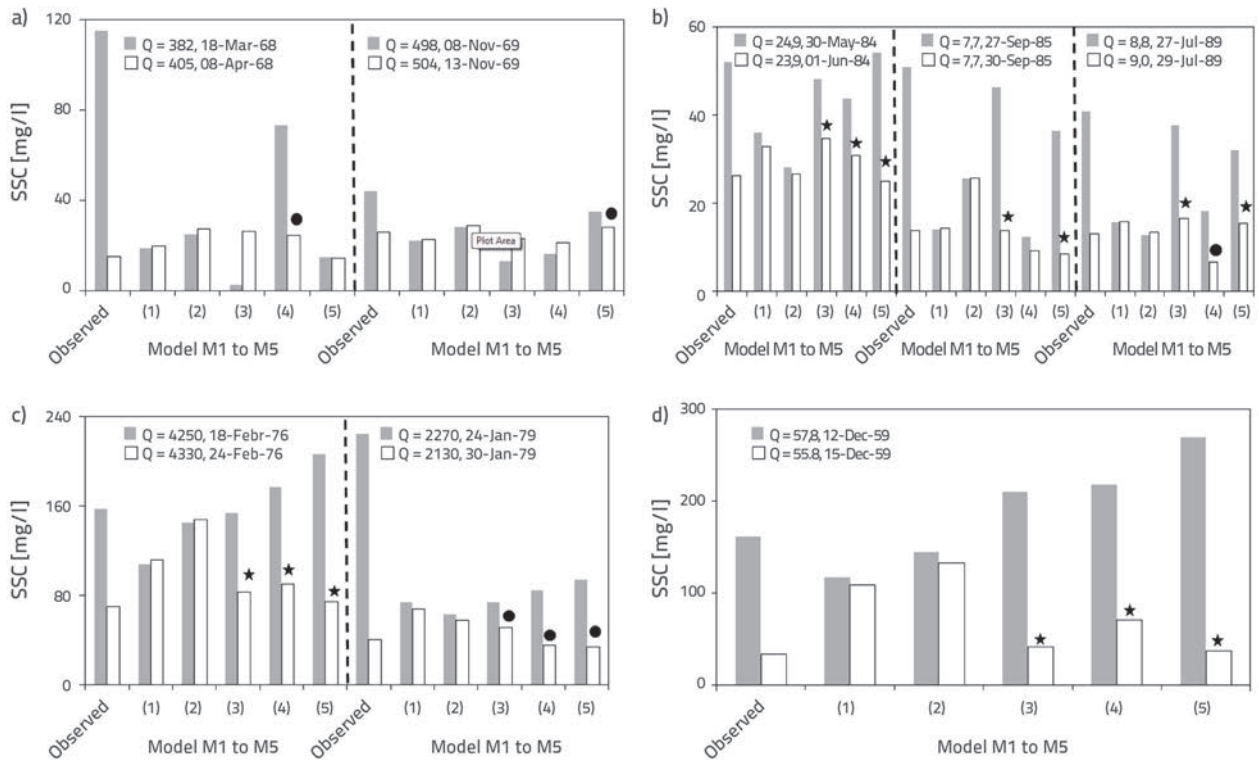 a)
SSC [mg/l]
120
80
40
0
Q = 382, 18-Mar-68
Q = 405, 08-Apr-68
Q = 498, 08-Nov-69
Q = 504, 13-Nov-69
Plot Area
Observed
(1)
(2)
(3)
(4)
(5)
Observed
(1)
(2)
(3)
(4)
(5)
Model M1 to M5
Model M1 to M5
b)
SSC [mg/l]
60
40
20
0
Q = 24,9, 30-May-84
Q = 23,9, 01-Jun-84
Q = 7,7, 27-Sep-85
Q = 7,7, 30-Sep-85
Q = 8,8, 27-Jul-89
Q = 9,0, 29-Jul-89
Observed
(1)
(2)
(3)
(4)
(5)
Observed
(1)
(2)
(3)
(4)
(5)
Observed
(1)
(2)
(3)
(4)
(5)
Model M1 to M5
Model M1 to M5
Model M1 to M5
c)
SSC [mg/l]
240
160
80
0
Q = 4250, 18-Febr-76
Q = 4330, 24-Feb-76
Q = 2270, 24-Jan-79
Q = 2130, 30-Jan-79
Observed
(1)
(2)
(3)
(4)
(5)
Observed
(1)
(2)
(3)
(4)
(5)
Model M1 to M5
Model M1 to M5
d)
SSC [mg/l]
300
200
100
0
Q = 57.8, 12-Dec-59
Q = 55.8, 15-Dec-59
Observed
(1)
(2)
(3)
(4)
(5)
Model M1 to M5